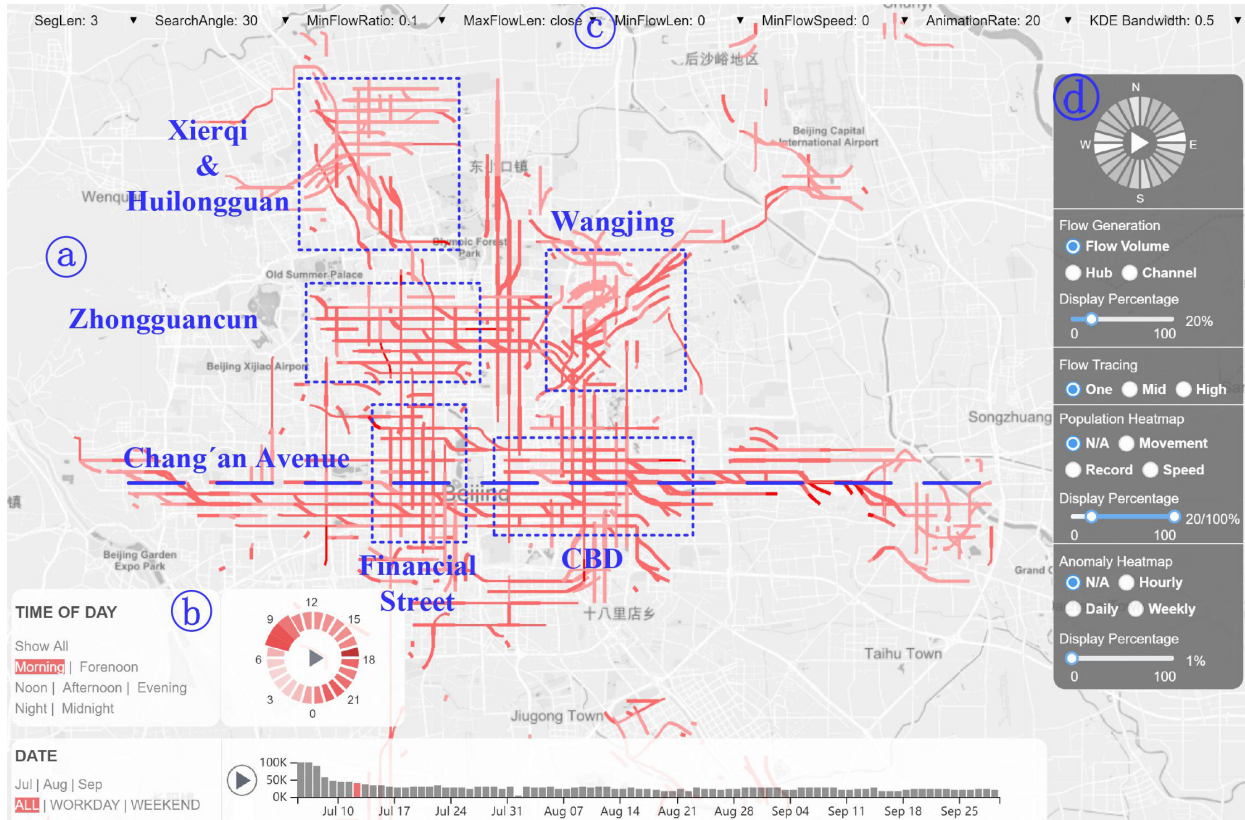 SegLen: 3 ▼ SearchAngle: 30 ▼ MinFlowRatio: 0.1 ▼ MaxFlowLen: close ▼ MinFlowLen: 0 ▼ MinFlowSpeed: 0 ▼ AnimationRate: 20 ▼ KDE Bandwidth: 0.5 ▼
c
后沙峪地区
d
N
W E
S
Xierqi
&
Huilongguan
Beijing Capital
International Airport
东小口镇
Wangjing
Olympic Forest
Park
a
Old Summer Palace
Zhongguancun
Beijing Xijiao Airport
Flow Generation
Flow Volume
Hub Channel
Display Percentage
20%
0 100
Flow Tracing
One Mid High
Songzhuang
Population Heatmap
N/A Movement
Record Speed
Display Percentage
20/100%
0 100
Chang´an Avenue
Beijing
镇
Beijing Garden
Expo Park
Financial
Street
CBD
Grand C
十八里店乡
Anomaly Heatmap
N/A Hourly
Daily Weekly
Display Percentage
1%
0 100
TIME OF DAY
b
Show All
Morning | Forenoon
Noon | Afternoon | Evening
Night | Midnight
12
9 15
6 18
3 21
0
Taihu Town
Jiugong Town
DATE
Jul | Aug | Sep
ALL | WORKDAY | WEEKEND
100K
50K
0K
Jul 10 Jul 17 Jul 24 Jul 31 Aug 07 Aug 14 Aug 21 Aug 28 Sep 04 Sep 11 Sep 18 Sep 25